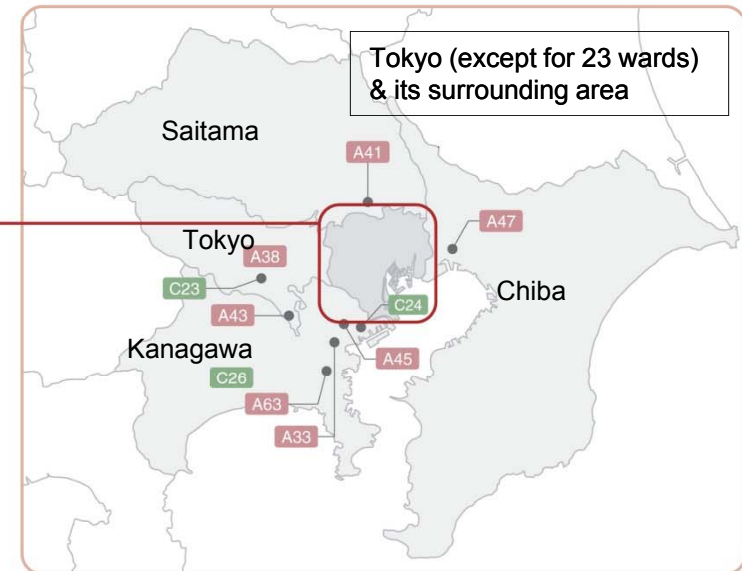 Tokyo (except for 23 wards)
& its surrounding area
Saitama
A41
A47
Tokyo
A38
C23
Chiba
C24
A43
Kanagawa
A45
C26
A63
A33